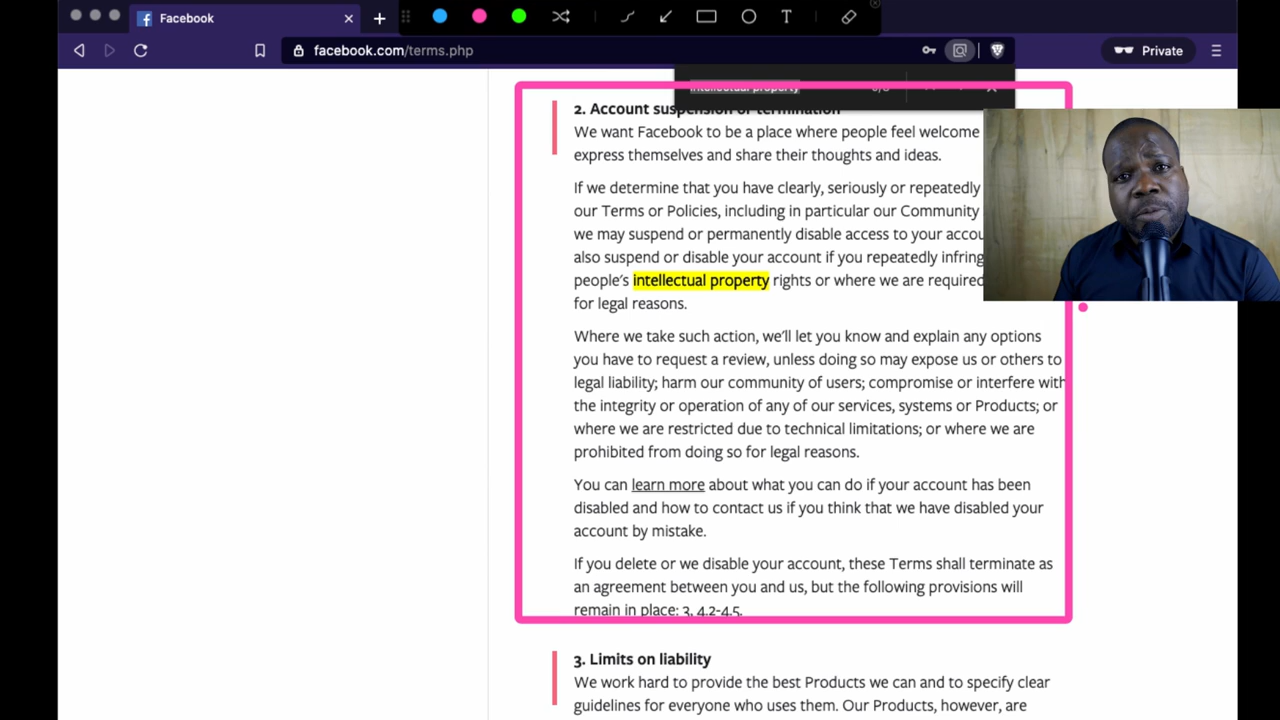 Facebook
facebook.com/terms.php
Private
intellectual property
2. Account suspension or termination
We want Facebook to be a place where people feel welcome
express themselves and share their thoughts and ideas.
If we determine that you have clearly, seriously or repeatedly
our Terms or Policies, including in particular our Community
we may suspend or permanently disable access to your
also suspend or disable your account if you repeatedly
people's intellectual property rights or where we are required
for legal reasons.
Where we take such action, we'll let you know and explain any options
you have to request a review, unless doing so may expose us or others to
legal liability; harm our community of users; compromise or interfere with
the integrity or operation of any of our services, systems or Products; or
where we are restricted due to technical limitations; or where we are
prohibited from doing so for legal reasons.
You can learn more about what you can do if your account has been
disabled and how to contact us if you think that we have disabled your
account by mistake.
If you delete or we disable your account, these Terms shall terminate as
an agreement between you and us, but the following provisions will
remain in place: 3, 4.2-4.5.
3. Limits on liability
We work hard to provide the best Products we can and to specify clear
guidelines for everyone who uses them. Our Products, however, are